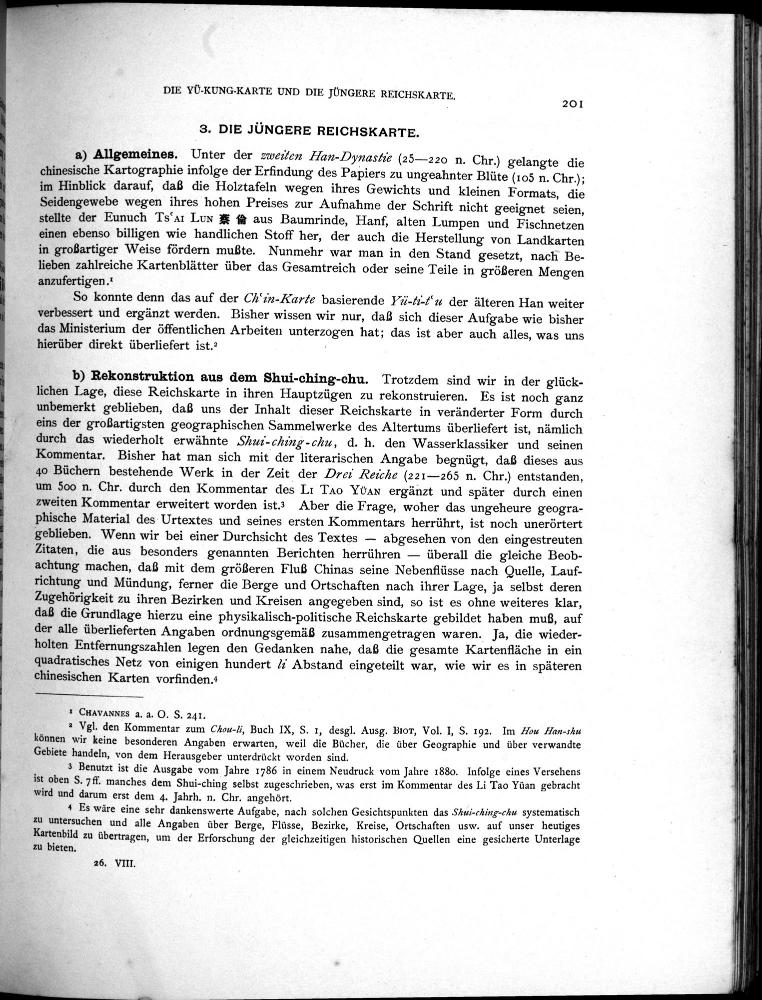 DIE YÜ-KUNG-KARTE UND DIE JÜNGERE REICHSKARTE.
201
3. DIE JÜNGERE REICHSKARTE.
a) Allgemeines. Unter der zweiten Han-Dynastie (25—220 n. Chr.) gelangte die
chinesische Kartographie infolge der Erfindung des Papiers zu ungeahnter Blüte (105 n. Chr.);
im Hinblick darauf, daß die Holztafeln wegen ihres Gewichts und kleinen Formats, die
Seidengewebe wegen ihres hohen Preises zur Aufnahme der Schrift nicht geeignet seien,
stellte der Eunuch Tsʿai Lun 蔡倫 aus Baumrinde, Hanf, alten Lumpen und Fischnetzen
einen ebenso billigen wie handlichen Stoff her, der auch die Herstellung von Landkarten
in großartiger Weise fördern mußte. Nunmehr war man in den Stand gesetzt, nach Be-
lieben zahlreiche Kartenblätter über das Gesamtreich oder seine Teile in größeren Mengen
anzufertigen.¹
So konnte denn das auf der Chʿin-Karte basierende Yü-ti-tʿu der älteren Han weiter
verbessert und ergänzt werden. Bisher wissen wir nur, daß sich dieser Aufgabe wie bisher
das Ministerium der öffentlichen Arbeiten unterzogen hat; das ist aber auch alles, was uns
hierüber direkt überliefert ist.²
b) Rekonstruktion aus dem Shui-ching-chu. Trotzdem sind wir in der glück-
lichen Lage, diese Reichskarte in ihren Hauptzügen zu rekonstruieren. Es ist noch ganz
unbemerkt geblieben, daß uns der Inhalt dieser Reichskarte in veränderter Form durch
eins der großartigsten geographischen Sammelwerke des Altertums überliefert ist, nämlich
durch das wiederholt erwähnte Shui-ching-chu, d. h. den Wasserklassiker und seinen
Kommentar. Bisher hat man sich mit der literarischen Angabe begnügt, daß dieses aus
40 Büchern bestehende Werk in der Zeit der Drei Reiche (221—265 n. Chr.) entstanden,
um 500 n. Chr. durch den Kommentar des Li Tao Yüan ergänzt und später durch einen
zweiten Kommentar erweitert worden ist.³ Aber die Frage, woher das ungeheure geogra-
phische Material des Urtextes und seines ersten Kommentars herrührt, ist noch unerörtert
geblieben. Wenn wir bei einer Durchsicht des Textes — abgesehen von den eingestreuten
Zitaten, die aus besonders genannten Berichten herrühren — überall die gleiche Beob-
achtung machen, daß mit dem größeren Fluß Chinas seine Nebenflüsse nach Quelle, Lauf-
richtung und Mündung, ferner die Berge und Ortschaften nach ihrer Lage, ja selbst deren
Zugehörigkeit zu ihren Bezirken und Kreisen angegeben sind, so ist es ohne weiteres klar,
daß die Grundlage hierzu eine physikalisch-politische Reichskarte gebildet haben muß, auf
der alle überlieferten Angaben ordnungsgemäß zusammengetragen waren. Ja, die wieder-
holten Entfernungszahlen legen den Gedanken nahe, daß die gesamte Kartenfläche in ein
quadratisches Netz von einigen hundert li Abstand eingeteilt war, wie wir es in späteren
chinesischen Karten vorfinden.⁴
¹ Chavannes a. a. O. S. 241.
² Vgl. den Kommentar zum Chou-li, Buch IX, S. 1, desgl. Ausg. Biot, Vol. I, S. 192. Im Hou Han-shu
können wir keine besonderen Angaben erwarten, weil die Bücher, die über Geographie und über verwandte
Gebiete handeln, von dem Herausgeber unterdrückt worden sind.
³ Benutzt ist die Ausgabe vom Jahre 1786 in einem Neudruck vom Jahre 1880. Infolge eines Versehens
ist oben S. 7ff. manches dem Shui-ching selbst zugeschrieben, was erst im Kommentar des Li Tao Yüan gebracht
wird und darum erst dem 4. Jahrh. n. Chr. angehört.
⁴ Es wäre eine sehr dankenswerte Aufgabe, nach solchen Gesichtspunkten das Shui-ching-chu systematisch
zu untersuchen und alle Angaben über Berge, Flüsse, Bezirke, Kreise, Ortschaften usw. auf unser heutiges
Kartenbild zu übertragen, um der Erforschung der gleichzeitigen historischen Quellen eine gesicherte Unterlage
zu bieten.
26. VIII.